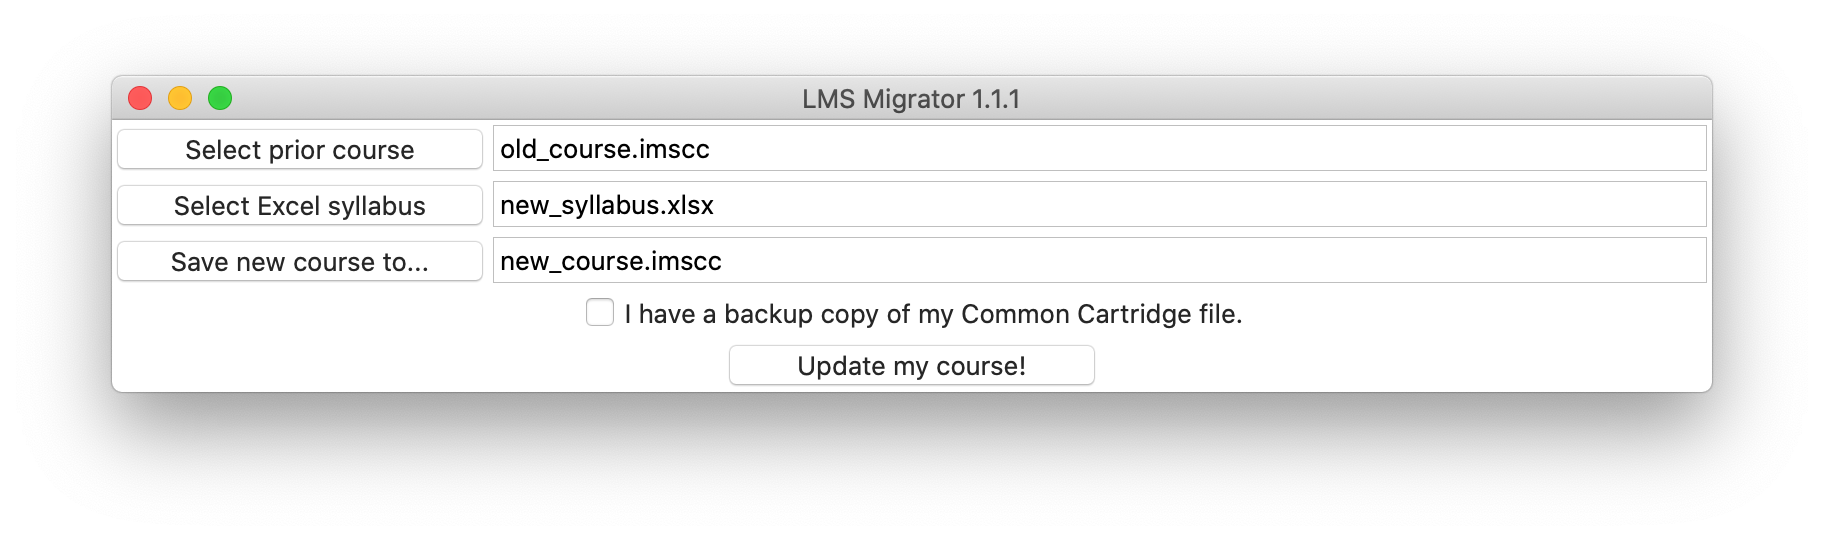 LMS Migrator 1.1.1
Select prior course old_course.imscc
Select Excel syllabus new_syllabus.xlsx
Save new course to... new_course.imscc
I have a backup copy of my Common Cartridge file.
Update my course!